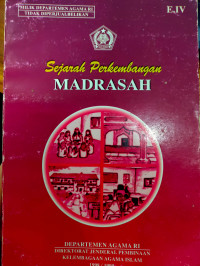 MILIK DEPARTEMEN AGAMA RI
TIDAK DIPERJUALBELIKAN
E.IV
Sejarah Perkembangan
MADRASAH
DEPARTEMEN AGAMA RI
DIREKTORAT JENDERAL PEMBINAAN
KELEMBAGAAN AGAMA ISLAM